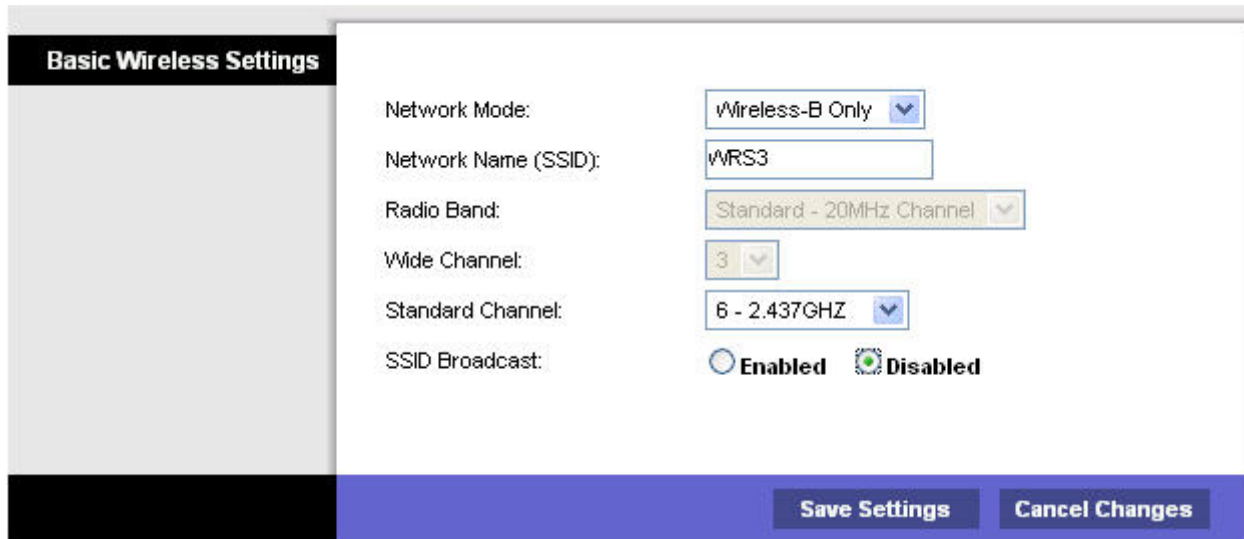 Basic Wireless Settings
Network Mode: Wireless-B Only
Network Name (SSID): WRS3
Radio Band: Standard - 20MHz Channel
Wide Channel: 3
Standard Channel: 6 - 2.437GHZ
SSID Broadcast: Enabled Disabled
Save Settings Cancel Changes